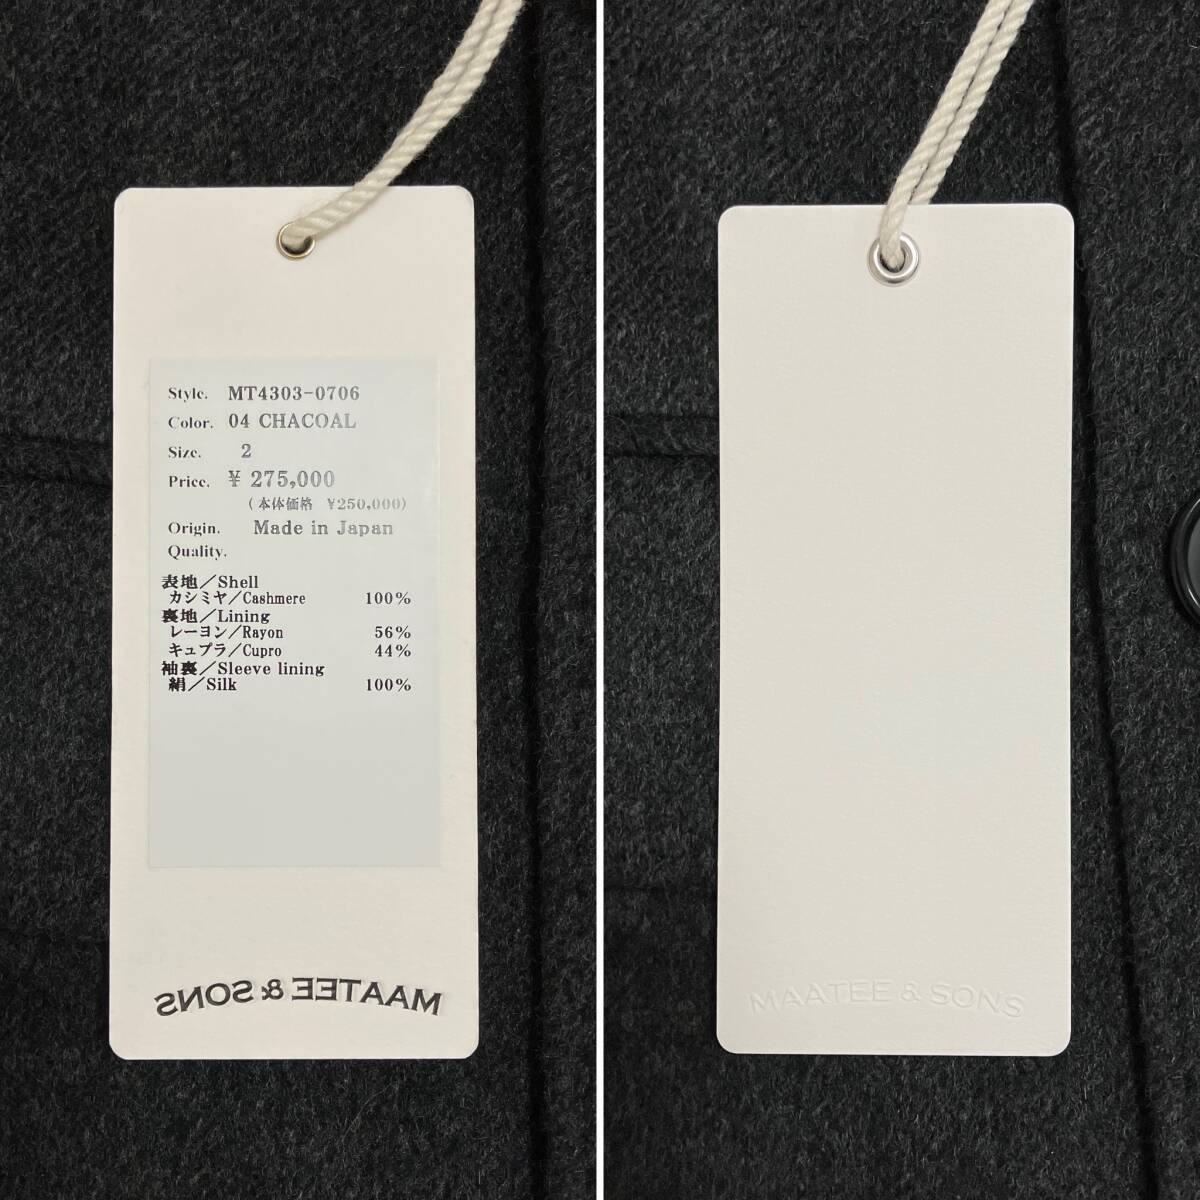 Style. MT4303-0706
Color. 04 CHACOAL
Size. 2
Price. ¥ 275,000
(本体価格 ¥250,000)
Origin. Made in Japan
Quality.
表地/Shell
カシミヤ/Cashmere 100%
裏地/Lining
レーヨン/Rayon 56%
キュプラ/Cupro 44%
袖裏/Sleeve lining
絹/Silk 100%
MAATEE & SONS
MAATEE & SONS